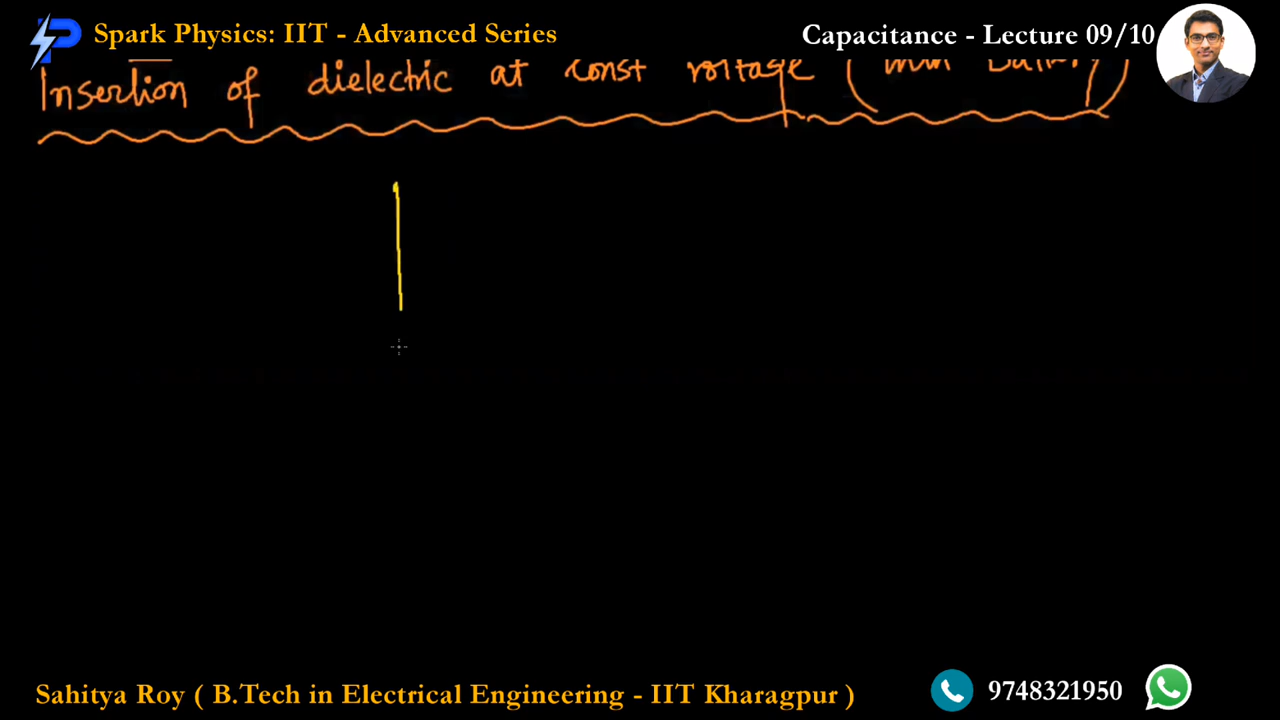 Spark Physics: IIT - Advanced Series
Capacitance - Lecture 09/10
Insertion of dielectric at const voltage (
Sahitya Roy ( B.Tech in Electrical Engineering - IIT Kharagpur )
9748321950